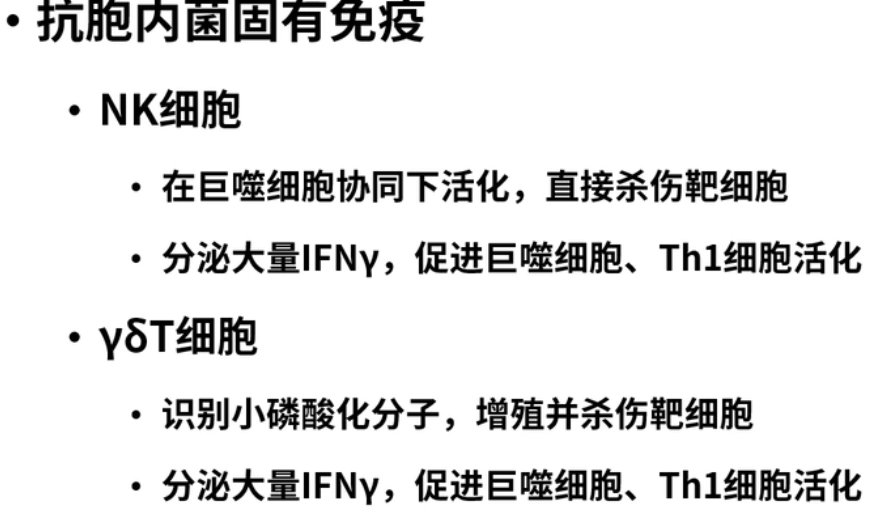 • 抗胞内菌固有免疫
• NK细胞
• 在巨噬细胞协同下活化，直接杀伤靶细胞
• 分泌大量IFNγ，促进巨噬细胞、Th1细胞活化
• γδT细胞
• 识别小磷酸化分子，增殖并杀伤靶细胞
• 分泌大量IFNγ，促进巨噬细胞、Th1细胞活化